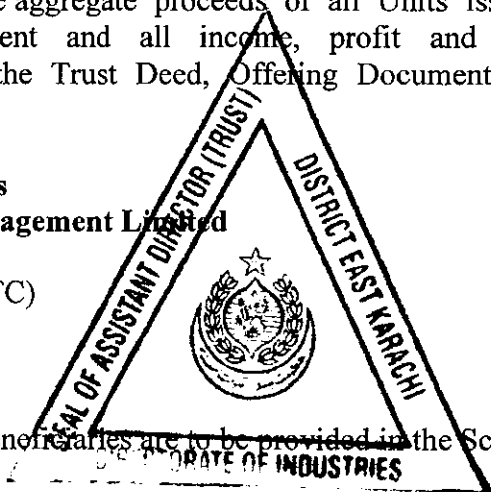 aggregate proceeds of all Units
ent and all income, profit and
the Trust Deed, Offering Document
s
agement Limited
TC)
SEAL OF ASSISTANT DIRECTOR (TRUST)
DISTRICT EAST KARACHI
neficiaries are to be provided in the Sc
DIRECTORATE OF INDUSTRIES